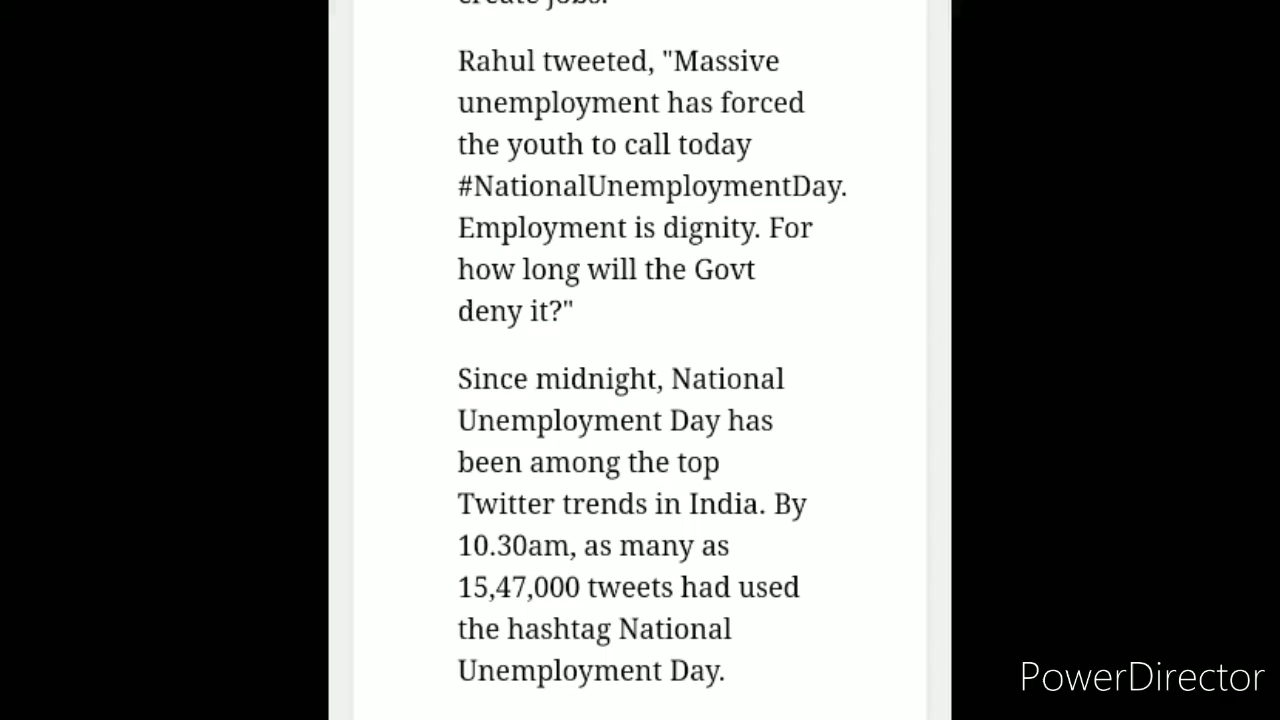 create jobs.
Rahul tweeted, "Massive
unemployment has forced
the youth to call today
#NationalUnemploymentDay.
Employment is dignity. For
how long will the Govt
deny it?"
Since midnight, National
Unemployment Day has
been among the top
Twitter trends in India. By
10.30am, as many as
15,47,000 tweets had used
the hashtag National
Unemployment Day.
PowerDirector